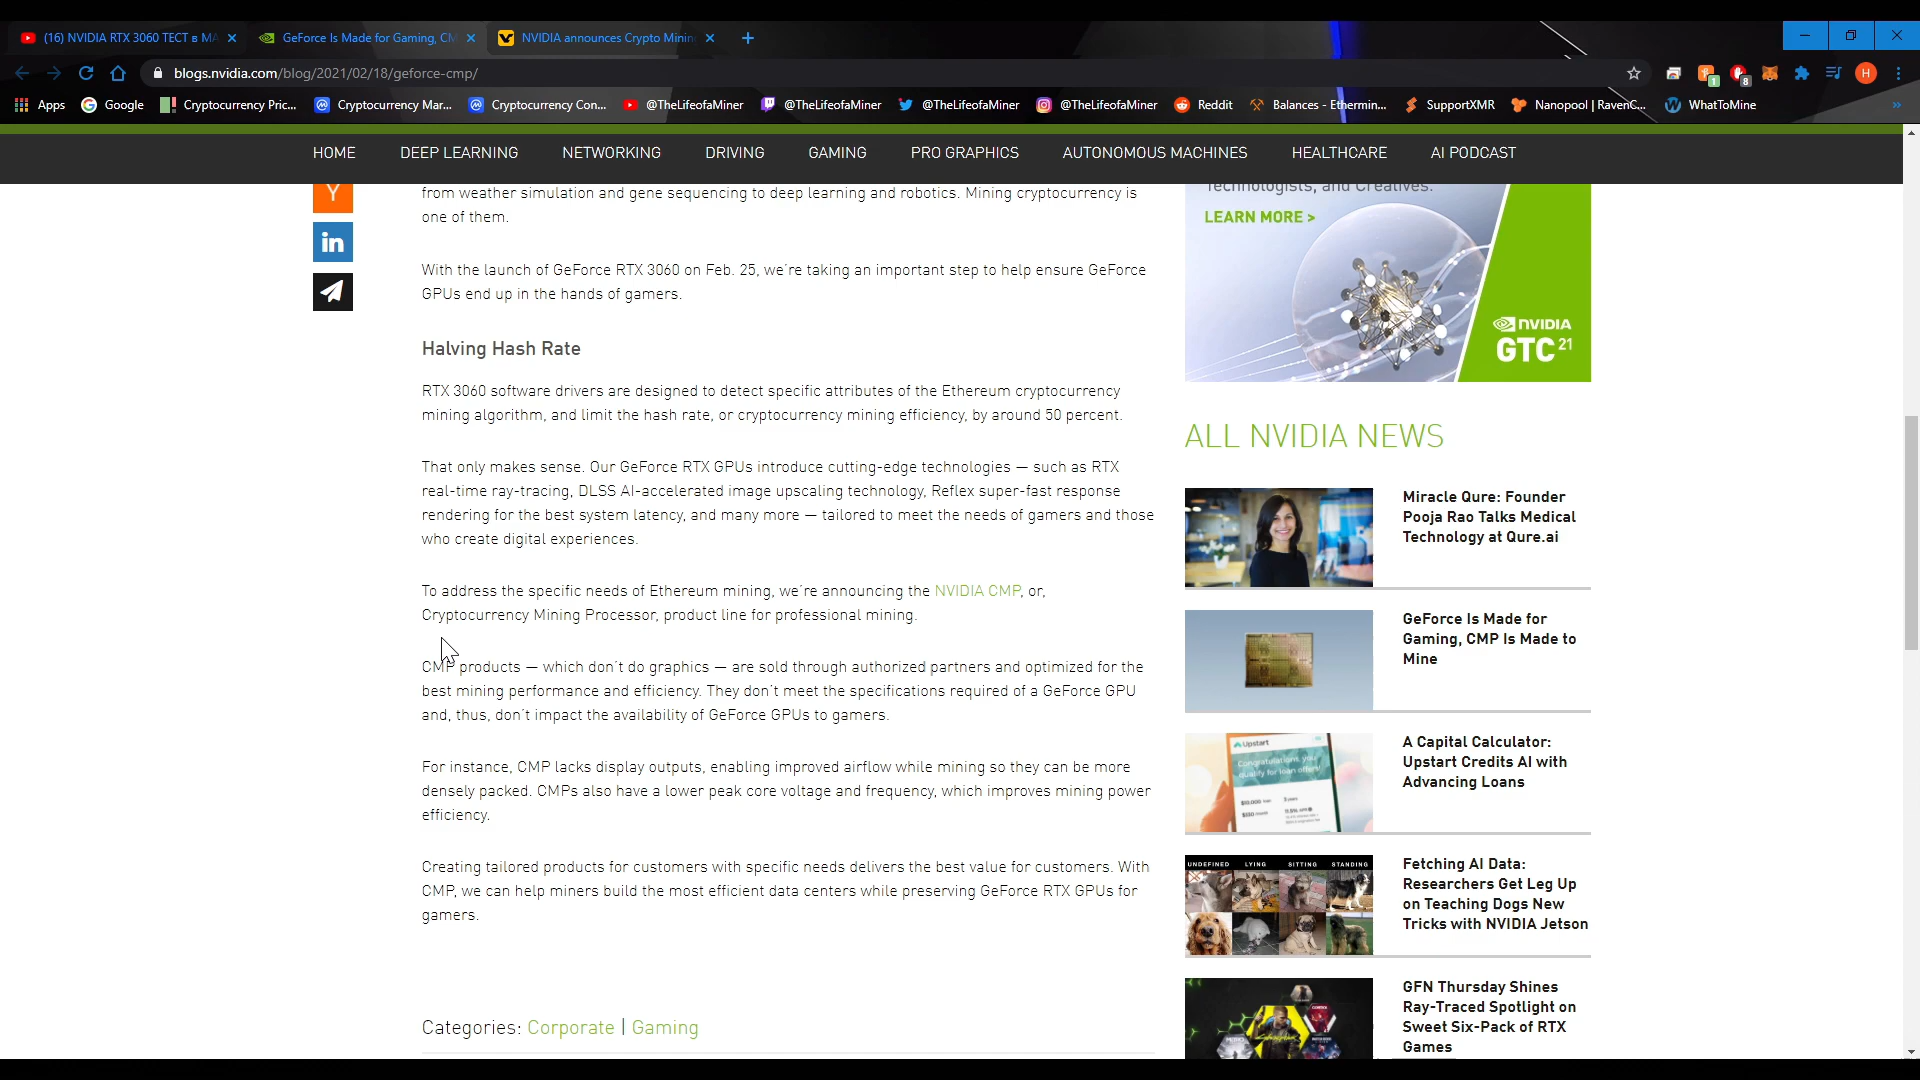 (16) NVIDIA RTX 3060 ТЕСТ в МА
GeForce Is Made for Gaming, CM
NVIDIA announces Crypto Minin
blogs.nvidia.com/blog/2021/02/18/geforce-cmp/
1
8
H
Apps
Google
Cryptocurrency Pric...
Cryptocurrency Mar...
Cryptocurrency Con...
@TheLifeofaMiner
@TheLifeofaMiner
@TheLifeofaMiner
@TheLifeofaMiner
Reddit
Balances - Ethermin...
SupportXMR
Nanopool | RavenC...
WhatToMine
HOME
DEEP LEARNING
NETWORKING
DRIVING
GAMING
PRO GRAPHICS
AUTONOMOUS MACHINES
HEALTHCARE
AI PODCAST
Y
in
from weather simulation and gene sequencing to deep learning and robotics. Mining cryptocurrency is
one of them.
With the launch of GeForce RTX 3060 on Feb. 25, we're taking an important step to help ensure GeForce
GPUs end up in the hands of gamers.
Halving Hash Rate
RTX 3060 software drivers are designed to detect specific attributes of the Ethereum cryptocurrency
mining algorithm, and limit the hash rate, or cryptocurrency mining efficiency, by around 50 percent.
That only makes sense. Our GeForce RTX GPUs introduce cutting-edge technologies — such as RTX
real-time ray-tracing, DLSS AI-accelerated image upscaling technology, Reflex super-fast response
rendering for the best system latency, and many more — tailored to meet the needs of gamers and those
who create digital experiences.
To address the specific needs of Ethereum mining, we're announcing the NVIDIA CMP, or,
Cryptocurrency Mining Processor, product line for professional mining.
CMP products — which don't do graphics — are sold through authorized partners and optimized for the
best mining performance and efficiency. They don't meet the specifications required of a GeForce GPU
and, thus, don't impact the availability of GeForce GPUs to gamers.
For instance, CMP lacks display outputs, enabling improved airflow while mining so they can be more
densely packed. CMPs also have a lower peak core voltage and frequency, which improves mining power
efficiency.
Creating tailored products for customers with specific needs delivers the best value for customers. With
CMP, we can help miners build the most efficient data centers while preserving GeForce RTX GPUs for
gamers.
Categories: Corporate | Gaming
Technologists, and Creatives.
LEARN MORE >
NVIDIA
GTC 21
ALL NVIDIA NEWS
Miracle Qure: Founder
Pooja Rao Talks Medical
Technology at Qure.ai
GeForce Is Made for
Gaming, CMP Is Made to
Mine
Upstart
Congratulations, you
qualify for loan offers!
A Capital Calculator:
Upstart Credits AI with
Advancing Loans
UNDEFINED LYING SITTING STANDING
Fetching AI Data:
Researchers Get Leg Up
on Teaching Dogs New
Tricks with NVIDIA Jetson
GFN Thursday Shines
Ray-Traced Spotlight on
Sweet Six-Pack of RTX
Games